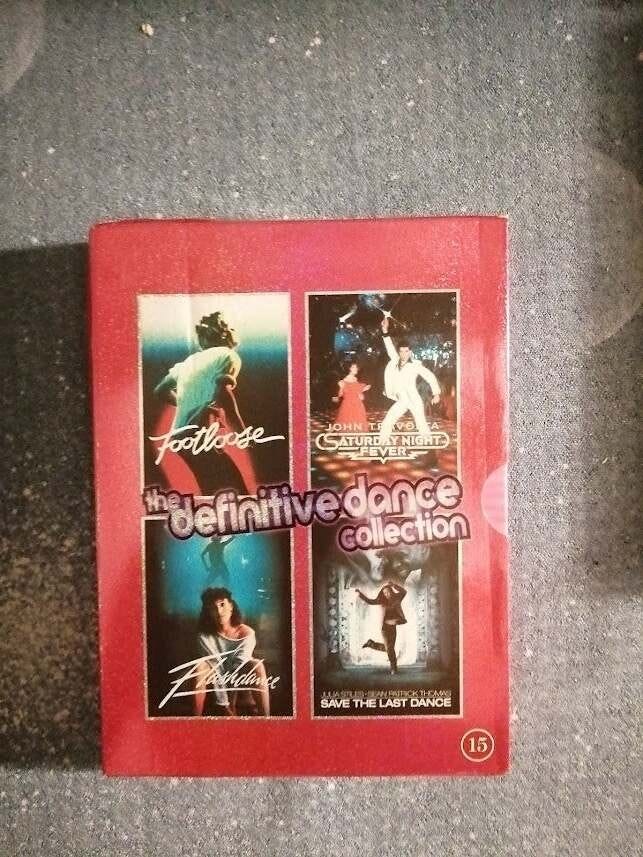 Footloose
JOHN TRAVOLTA
SATURDAY NIGHT
FEVER
the definitive dance
collection
Flashdance
JULIA STILES · SEAN PATRICK THOMAS
SAVE THE LAST DANCE
15